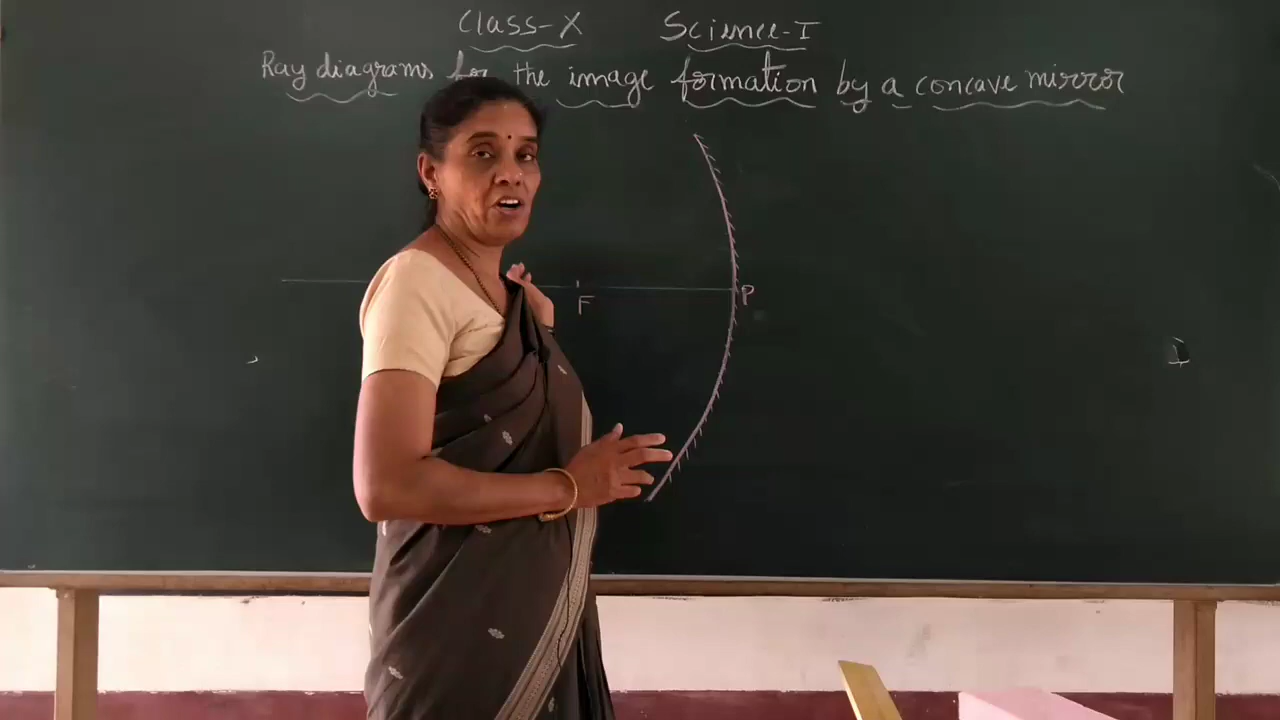 Class-X Science-I
Ray diagrams for the image formation by a concave mirror
F
P